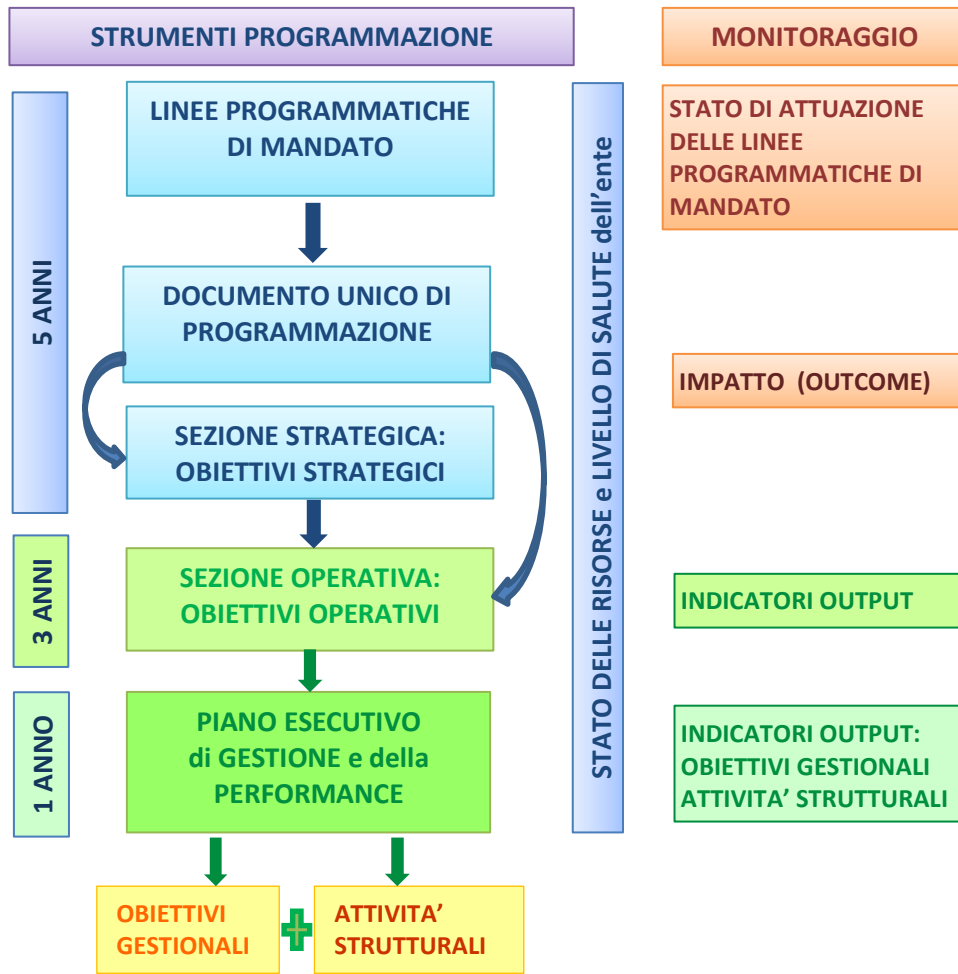 STRUMENTI PROGRAMMAZIONE
MONITORAGGIO
5 ANNI
LINEE PROGRAMMATICHE
DI MANDATO
STATO DELLE RISORSE e LIVELLO DI SALUTE dell’ente
STATO DI ATTUAZIONE
DELLE LINEE
PROGRAMMATICHE DI
MANDATO
DOCUMENTO UNICO DI
PROGRAMMAZIONE
IMPATTO (OUTCOME)
SEZIONE STRATEGICA:
OBIETTIVI STRATEGICI
3 ANNI
SEZIONE OPERATIVA:
OBIETTIVI OPERATIVI
INDICATORI OUTPUT
1 ANNO
PIANO ESECUTIVO
di GESTIONE e della
PERFORMANCE
INDICATORI OUTPUT:
OBIETTIVI GESTIONALI
ATTIVITA’ STRUTTURALI
OBIETTIVI
GESTIONALI
ATTIVITA’
STRUTTURALI